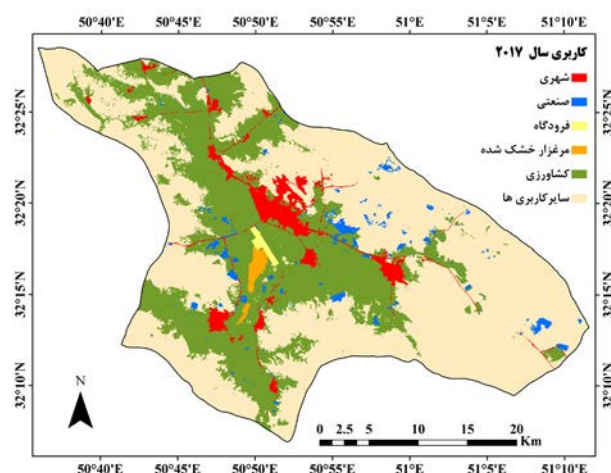 50°40'E 50°45'E 50°50'E 50°55'E 51°0'E 51°5'E 51°10'E
کاربری سال ۲۰۱۷
شهری
صنعتی
فرودگاه
مرغزار خشک شده
کشاورزی
سایرکاربری ها
32°25'N
32°20'N
32°15'N
32°10'N
32°25'N
32°20'N
32°15'N
32°10'N
N
0 2.5 5 10 15 20
Km
50°40'E 50°45'E 50°50'E 50°55'E 51°0'E 51°5'E 51°10'E